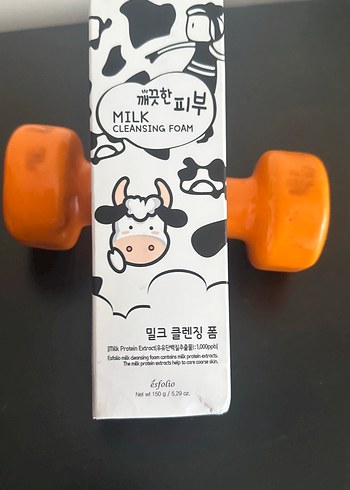 깨끗한 피부
MILK
CLEANSING FOAM
밀크 클렌징 폼
[Milk Protein Extract(우유단백질추출물):1,000ppb]
Esfolio milk cleansing foam contains milk protein extracts.
The milk protein extracts help to care coarse skin.
ésfolio
Net wt 150 g / 5.29 oz.